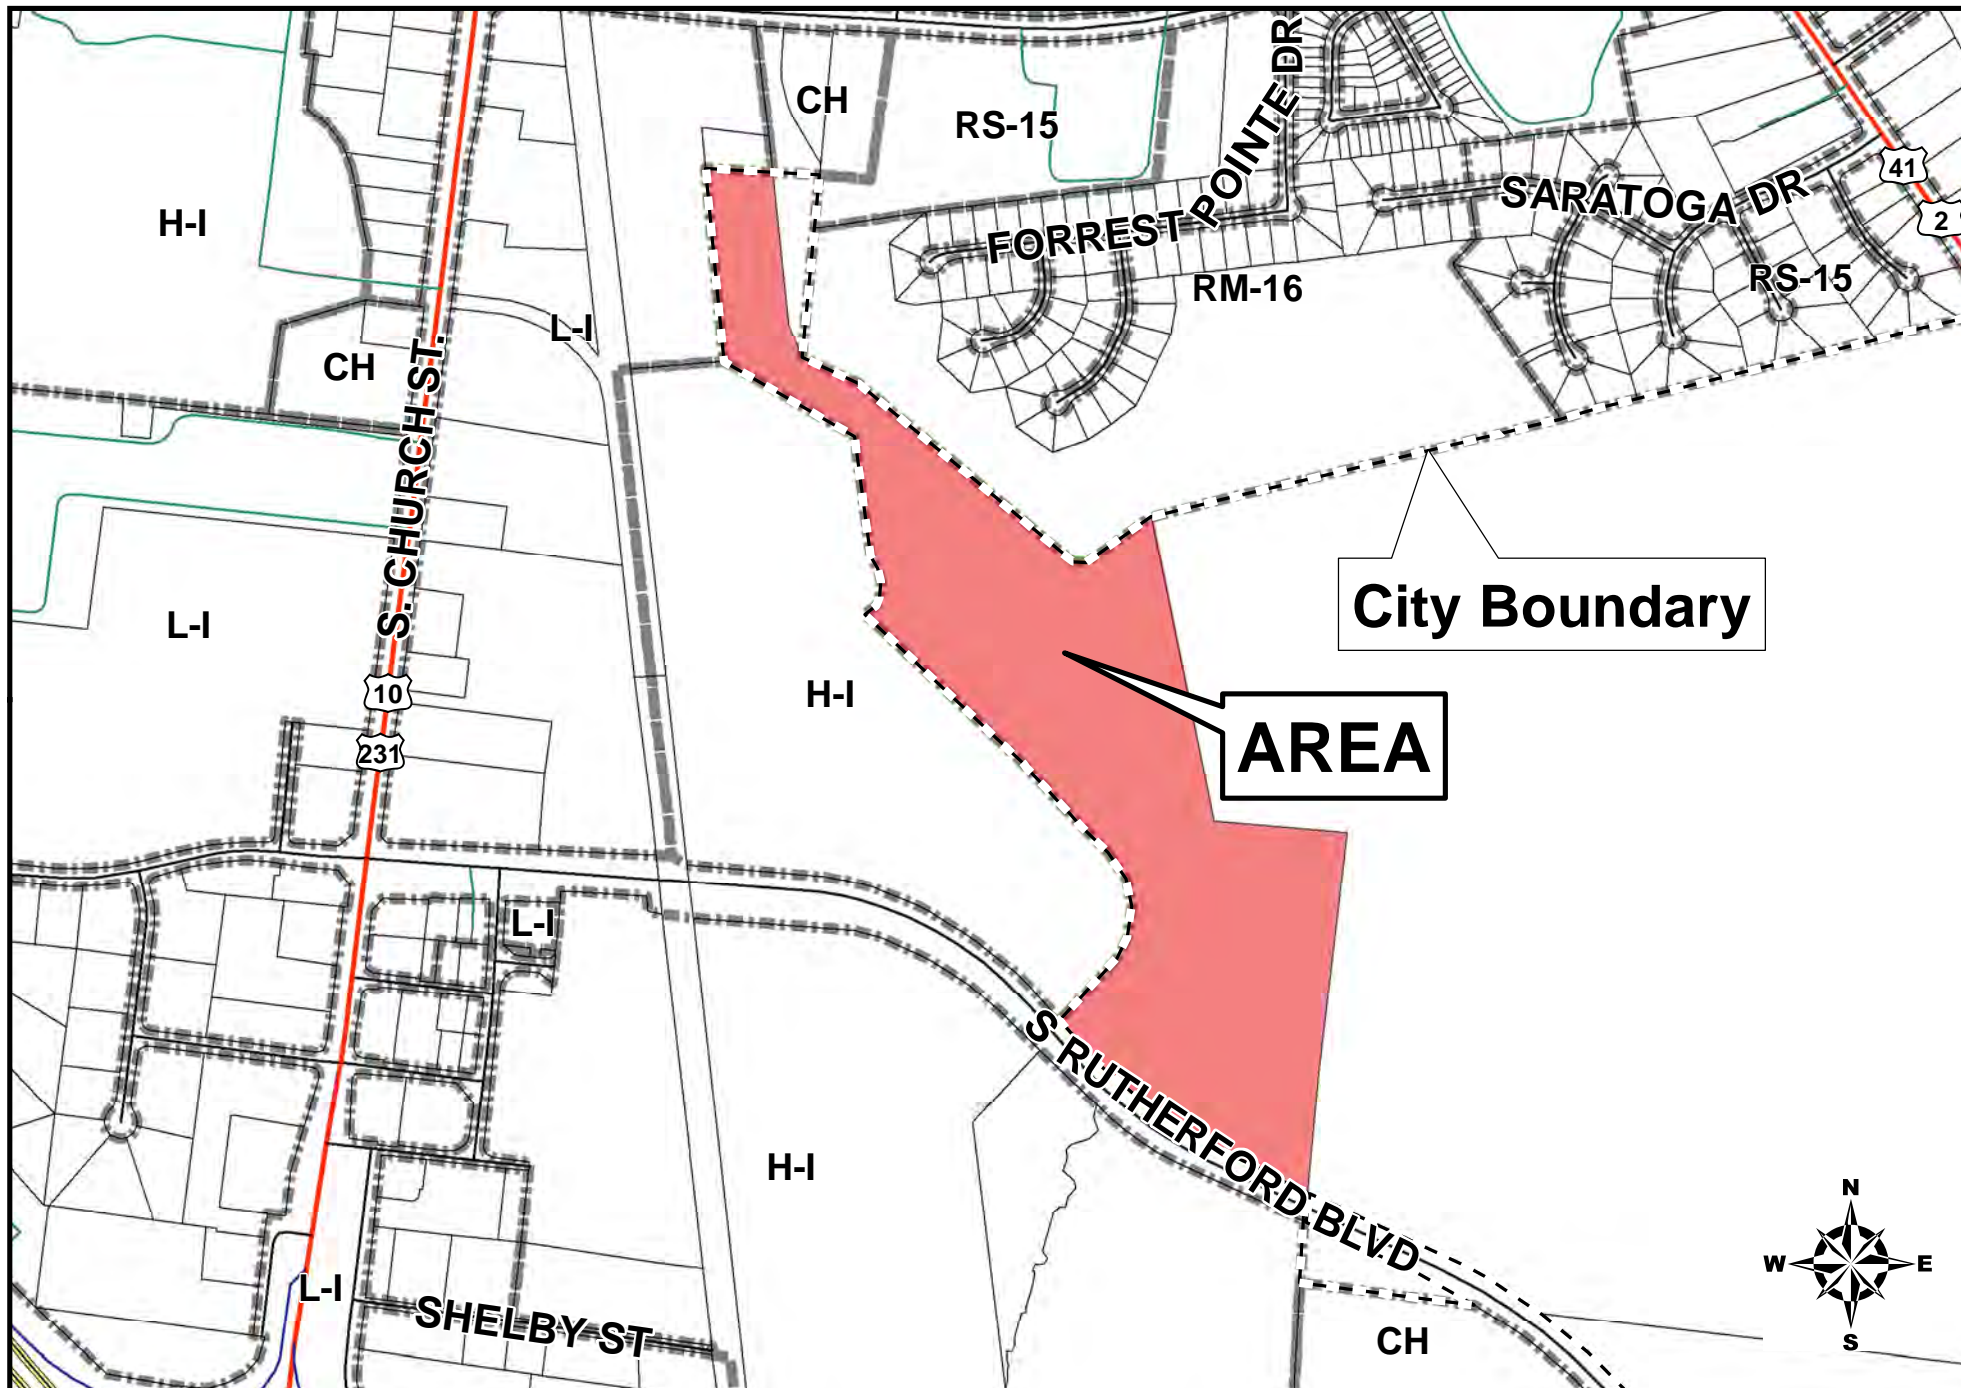 CH
RS-15
FORREST POINTE DR
SARATOGA DR
41
2
H-I
RM-16
RS-15
L-I
CH
S. CHURCH ST.
City Boundary
L-I
H-I
10
231
AREA
L-I
S RUTHERFORD BLVD
H-I
N
W
E
S
L-I
SHELBY ST
CH